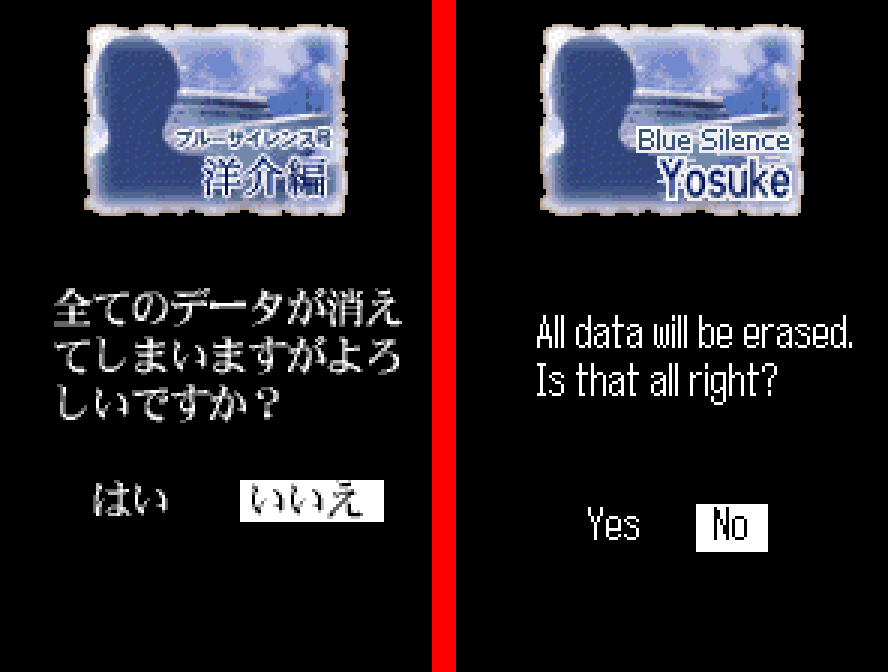 ブルーサイレンス号
洋介編
全てのデータが消え
てしまいますがよろ
しいですか？
はい いいえ
Blue Silence
Yosuke
All data will be erased.
Is that all right?
Yes No